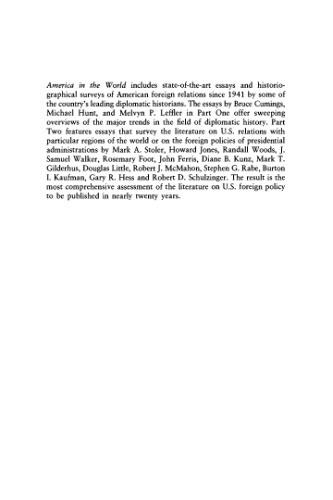 America in the World includes state-of-the-art essays and historio-
graphical surveys of American foreign relations since 1941 by some of
the country's leading diplomatic historians. The essays by Bruce Cumings,
Michael Hunt, and Melvyn P. Leffler in Part One offer sweeping
overviews of the major trends in the field of diplomatic history. Part
Two features essays that survey the literature on U.S. relations with
particular regions of the world or on the foreign policies of presidential
administrations by Mark A. Stoler, Howard Jones, Randall Woods, J.
Samuel Walker, Rosemary Foot, John Ferris, Diane B. Kunz, Mark T.
Gilderhus, Douglas Little, Robert J. McMahon, Stephen G. Rabe, Burton
I. Kaufman, Gary R. Hess and Robert D. Schulzinger. The result is the
most comprehensive assessment of the literature on U.S. foreign policy
to be published in nearly twenty years.